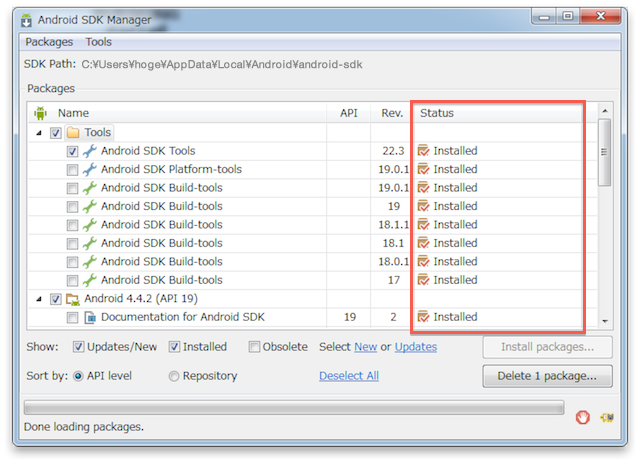 Android SDK Manager
Packages Tools
SDK Path: C:¥Users¥hoge¥AppData¥Local¥Android¥android-sdk
Packages
Name API Rev. Status
Tools
Android SDK Tools 22.3 Installed
Android SDK Platform-tools 19.0.1 Installed
Android SDK Build-tools 19.0.1 Installed
Android SDK Build-tools 19 Installed
Android SDK Build-tools 18.1.1 Installed
Android SDK Build-tools 18.1 Installed
Android SDK Build-tools 18.0.1 Installed
Android SDK Build-tools 17 Installed
Android 4.4.2 (API 19)
Documentation for Android SDK 19 2 Installed
Show: Updates/New Installed Obsolete Select New or Updates Install packages...
Sort by: API level Repository Deselect All Delete 1 package...
Done loading packages.